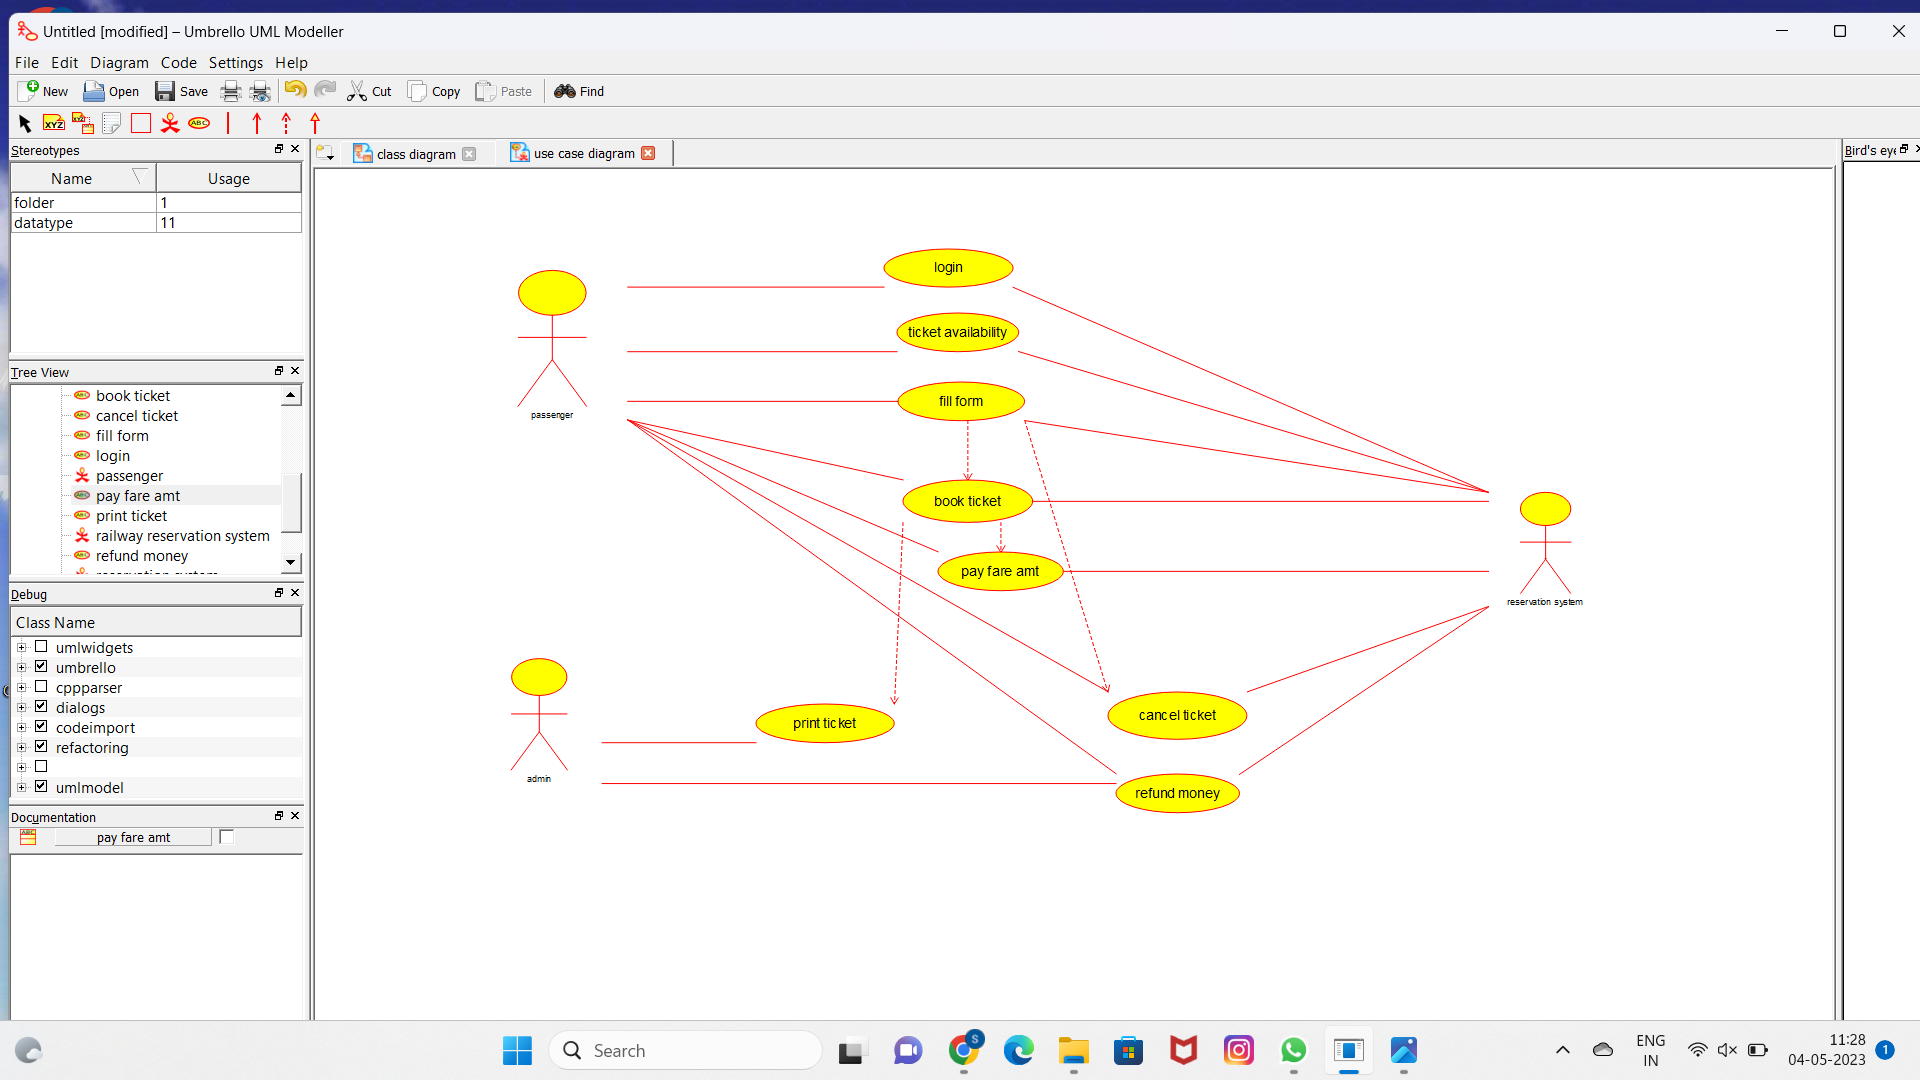 Untitled [modified] – Umbrello UML Modeller
File Edit Diagram Code Settings Help
New Open Save Cut Copy Paste Find
XYZ XYZ ABC
Stereotypes
Name Usage
folder 1
datatype 11
Tree View
book ticket
cancel ticket
fill form
login
passenger
pay fare amt
print ticket
railway reservation system
refund money
Debug
Class Name
umlwidgets
umbrello
cppparser
dialogs
codeimport
refactoring
umlmodel
Documentation
pay fare amt
class diagram use case diagram
Bird's eye
login
ticket availability
fill form
passenger
book ticket
pay fare amt
reservation system
print ticket
cancel ticket
admin
refund money
Search
S
ENG
IN
11:28
04-05-2023
1